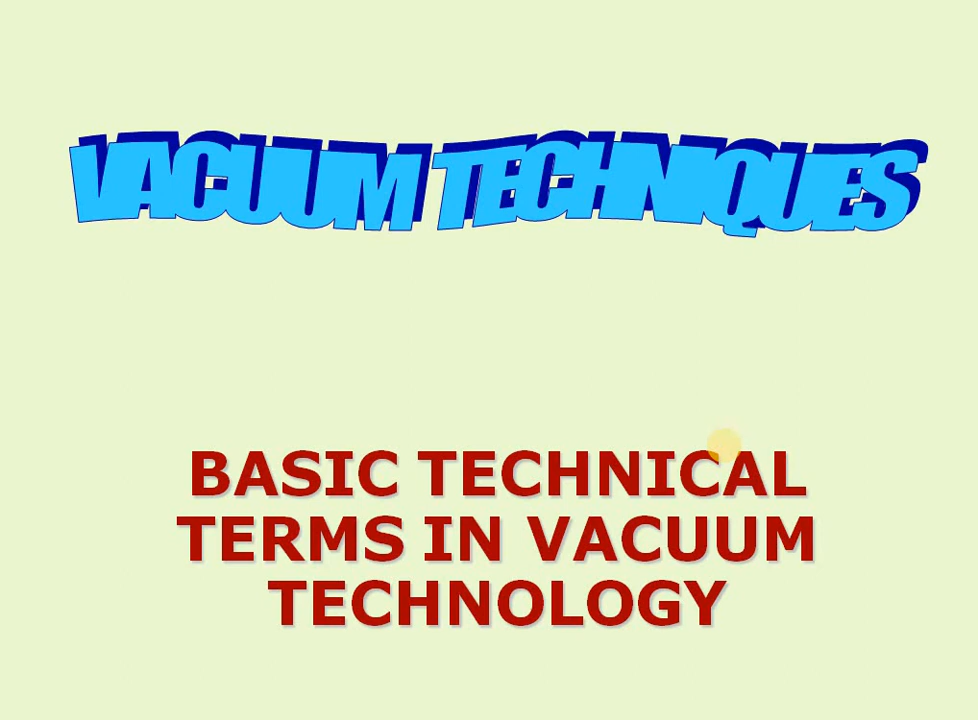 VACUUM TECHNIQUES
BASIC TECHNICAL
TERMS IN VACUUM
TECHNOLOGY